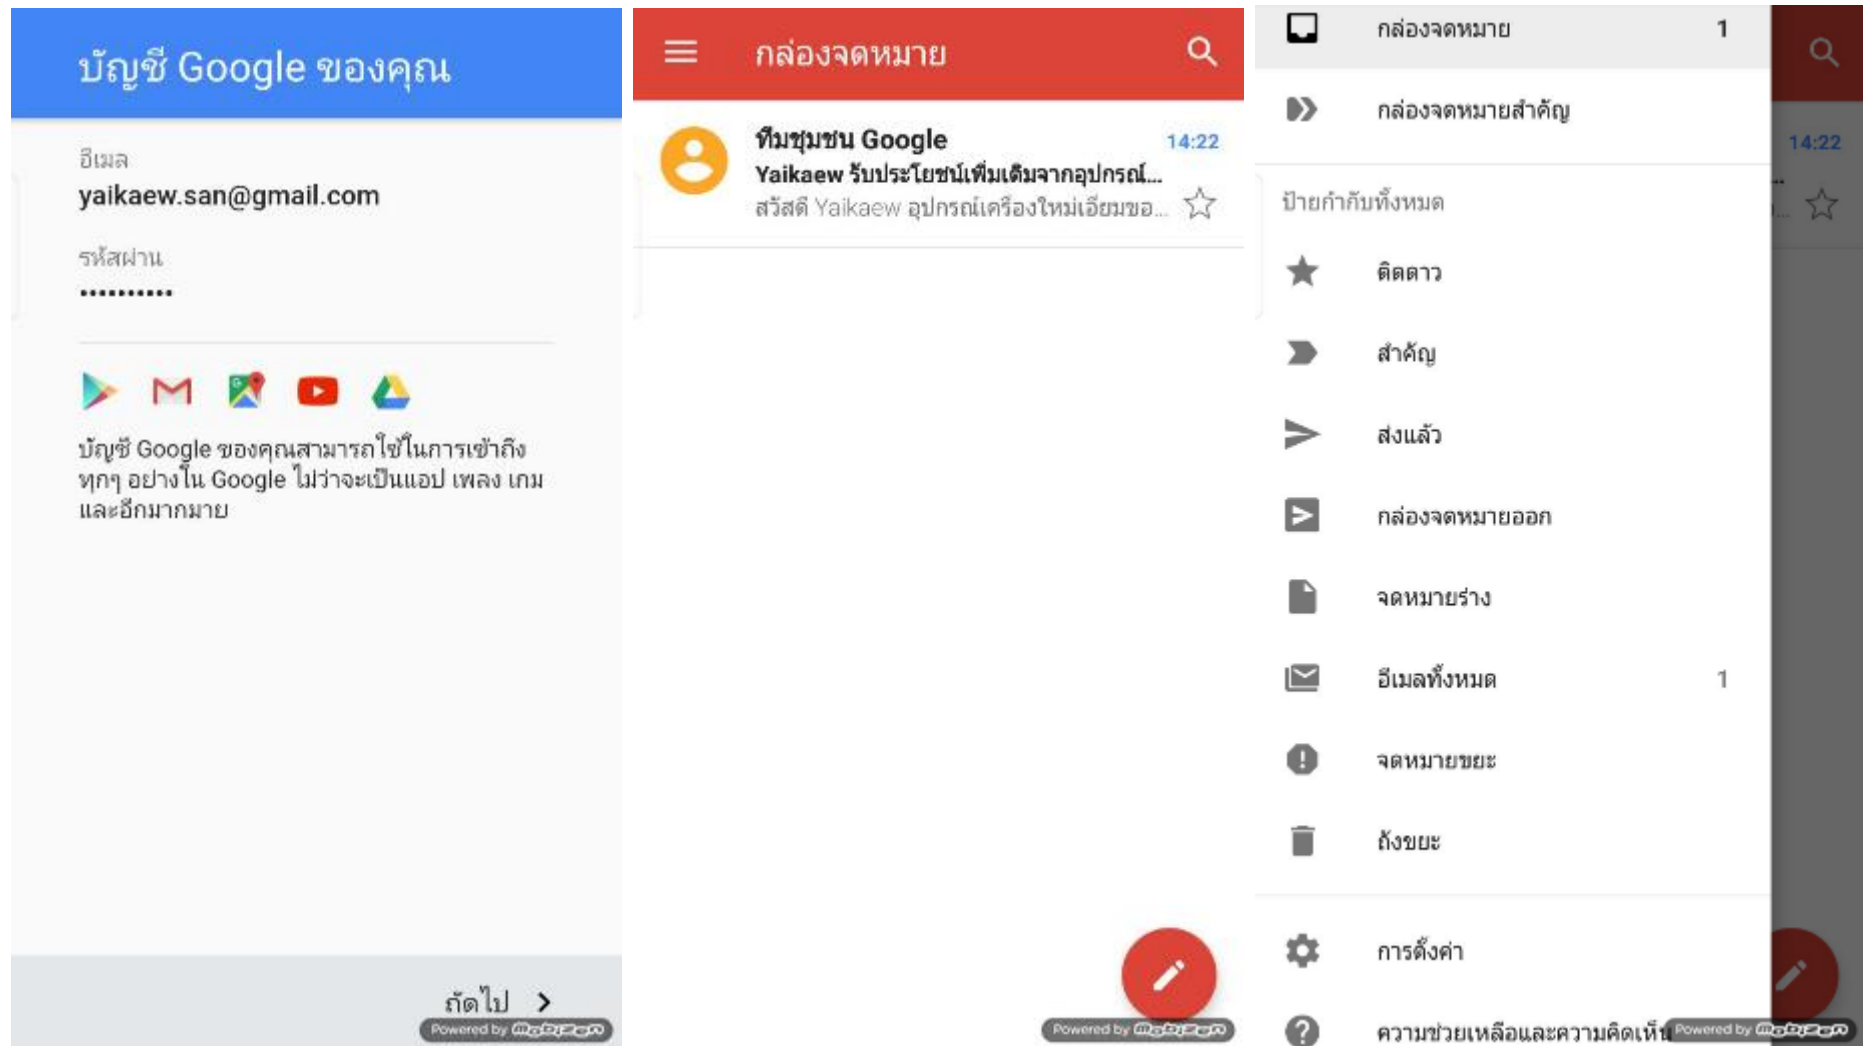 บัญชี Google ของคุณ
อีเมล
yaikaew.san@gmail.com
รหัสผ่าน
••••••••••
บัญชี Google ของคุณสามารถใช้ในการเข้าถึง
ทุกๆ อย่างใน Google ไม่ว่าจะเป็นแอป เพลง เกม
และอีกมากมาย
ถัดไป
Powered by mobizen
กล่องจดหมาย
ทีมชุมชน Google
14:22
Yaikaew รับประโยชน์เพิ่มเติมจากอุปกรณ์...
สวัสดี Yaikaew อุปกรณ์เครื่องใหม่เอี่ยมขอ...
Powered by mobizen
กล่องจดหมาย 1
กล่องจดหมายสำคัญ
14:22
ป้ายกำกับทั้งหมด
ติดดาว
สำคัญ
ส่งแล้ว
กล่องจดหมายออก
จดหมายร่าง
อีเมลทั้งหมด 1
จดหมายขยะ
ถังขยะ
การตั้งค่า
ความช่วยเหลือและความคิดเห็น
Powered by mobizen